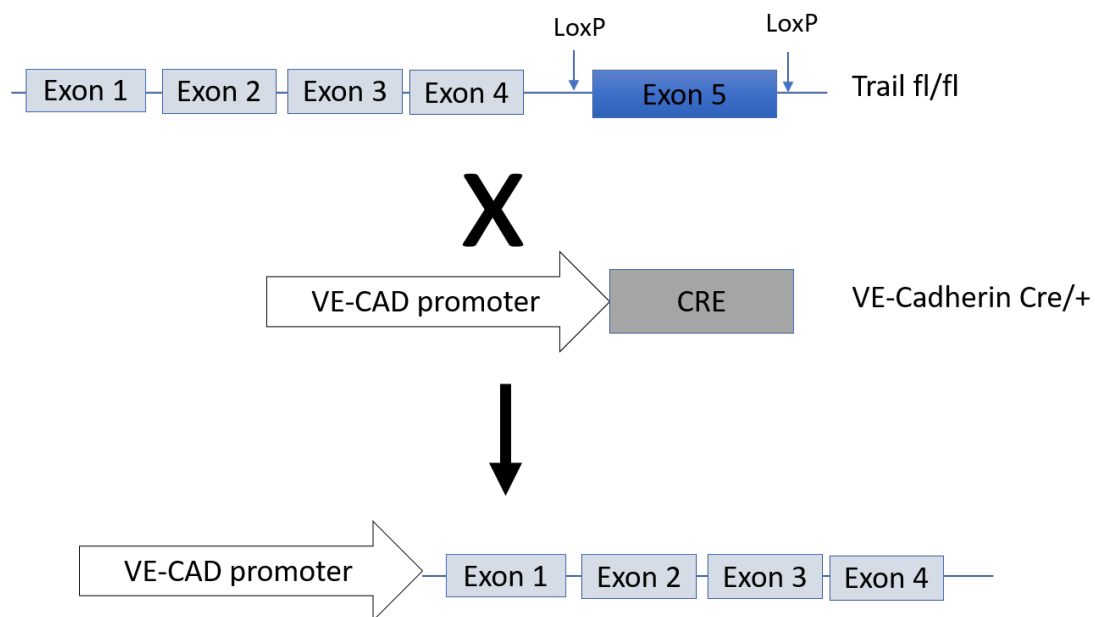 LoxP
LoxP
Exon 1
Exon 2
Exon 3
Exon 4
Exon 5
Trail fl/fl
X
VE-CAD promoter
CRE
VE-Cadherin Cre/+
VE-CAD promoter
Exon 1
Exon 2
Exon 3
Exon 4